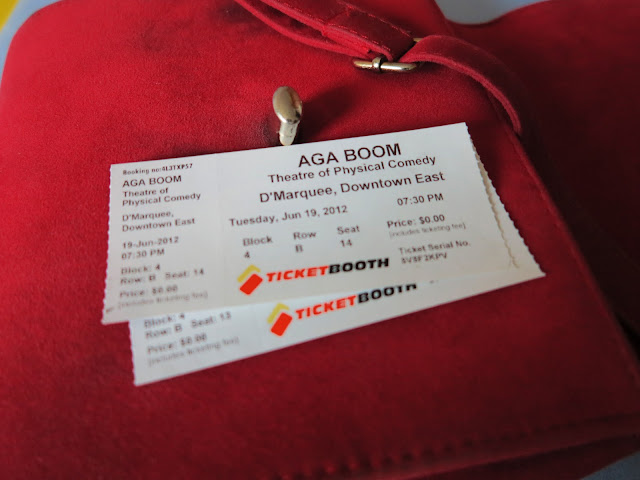 Booking no:4L3TXPS7
AGA BOOM
Theatre of
Physical Comedy
D'Marquee,
Downtown East
19-Jun-2012
07:30 PM
Block: 4
Row: B Seat: 14
Price: $0.00
[includes ticketing fee]
AGA BOOM
Theatre of Physical Comedy
D'Marquee, Downtown East
Tuesday, Jun 19, 2012 07:30 PM
Block Row Seat Price: $0.00
4 B 14 [includes ticketing fee]
Ticket Serial No.
TICKETBOOTH
Block: 4
Row: B Seat: 13
Price: $0.00
[includes ticketing fee]
TICKETBOOTH